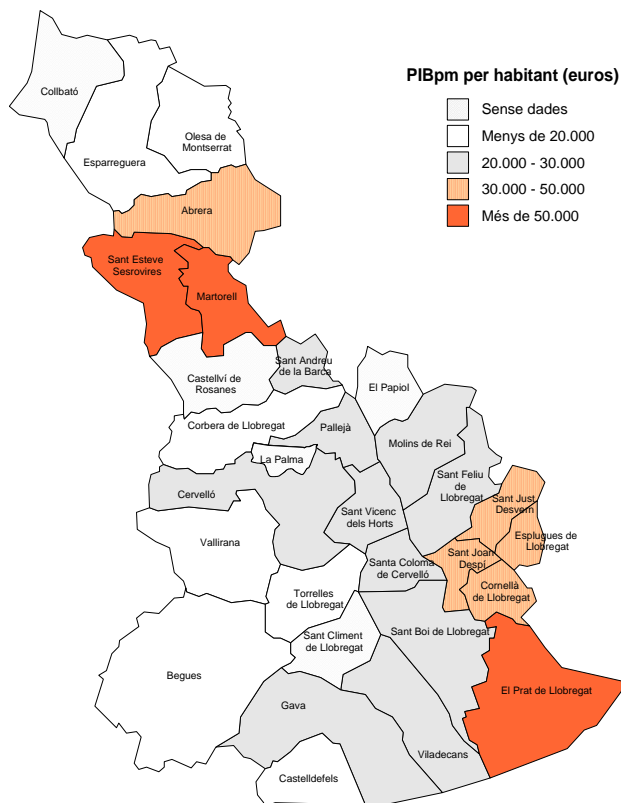 PIBpm per habitant (euros)
Sense dades
Menys de 20.000
20.000 - 30.000
30.000 - 50.000
Més de 50.000
Collbató
Olesa de
Montserrat
Esparreguera
Abrera
Sant Esteve
Sesrovires
Martorell
Sant Andreu
de la Barca
Castellví de
Rosanes
El Papiol
Corbera de Llobregat
Pallejà
Molins de Rei
La Palma
Sant Feliu
de
Llobregat
Cervelló
Sant Just
Desvern
Sant Vicenc
dels Horts
Esplugues de
Llobregat
Vallirana
Sant Joan
Despí
Santa Coloma
de Cervelló
Cornellà
de Llobregat
Torrelles
de Llobregat
Sant Climent
de Llobregat
Sant Boi de Llobregat
Begues
El Prat de Llobregat
Gava
Viladecans
Castelldefels